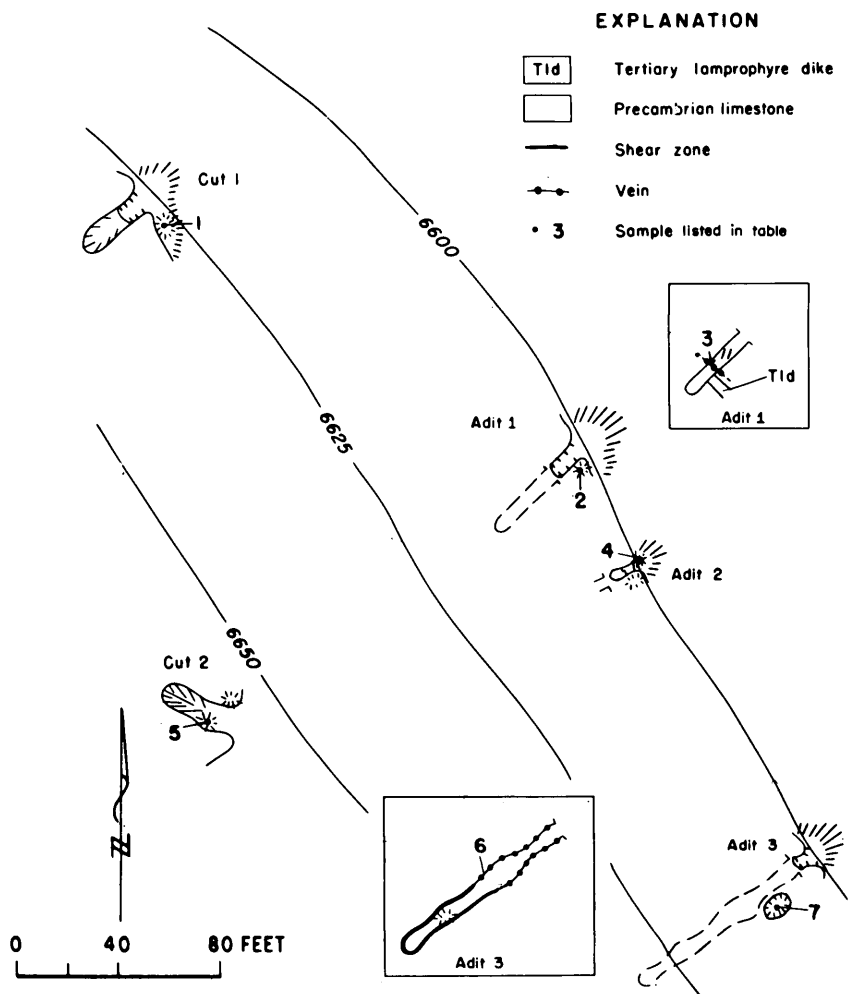 EXPLANATION
Tld Tertiary lamprophyre dike
Precambrian limestone
Shear zone
Vein
3 Sample listed in table
Cut 1
1
6600
3
Tld
Adit 1
6625
Adit 1
2
4
Adit 2
6650
Cut 2
5
N
6
Adit 3
Adit 3
7
0 40 80 FEET